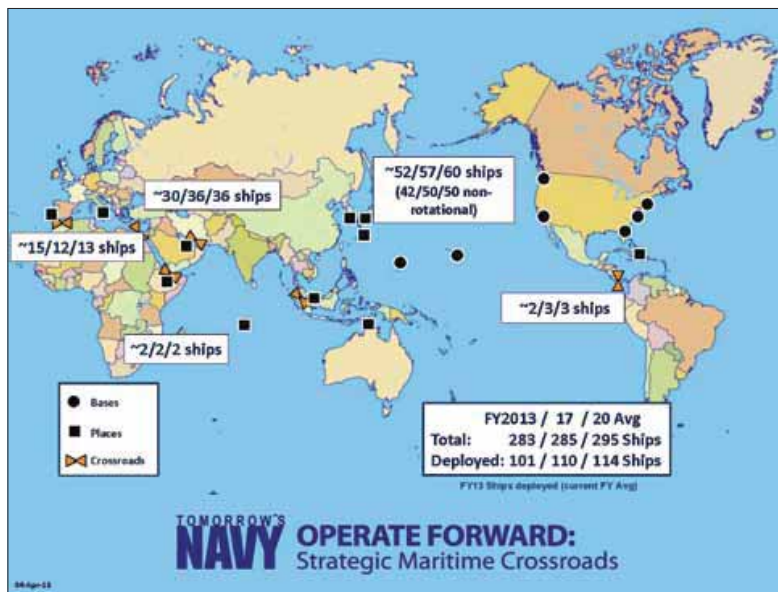 ~52/57/60 ships
(42/50/50 non-
rotational)
~30/36/36 ships
~15/12/13 ships
~2/3/3 ships
~2/2/2 ships
Bases
Places
Crossroads
FY2013 / 17 / 20 Avg
Total: 283 / 285 / 295 Ships
Deployed: 101 / 110 / 114 Ships
FY13 Ships deployed (current FY Avg)
TOMORROW'S
NAVY
OPERATE FORWARD:
Strategic Maritime Crossroads